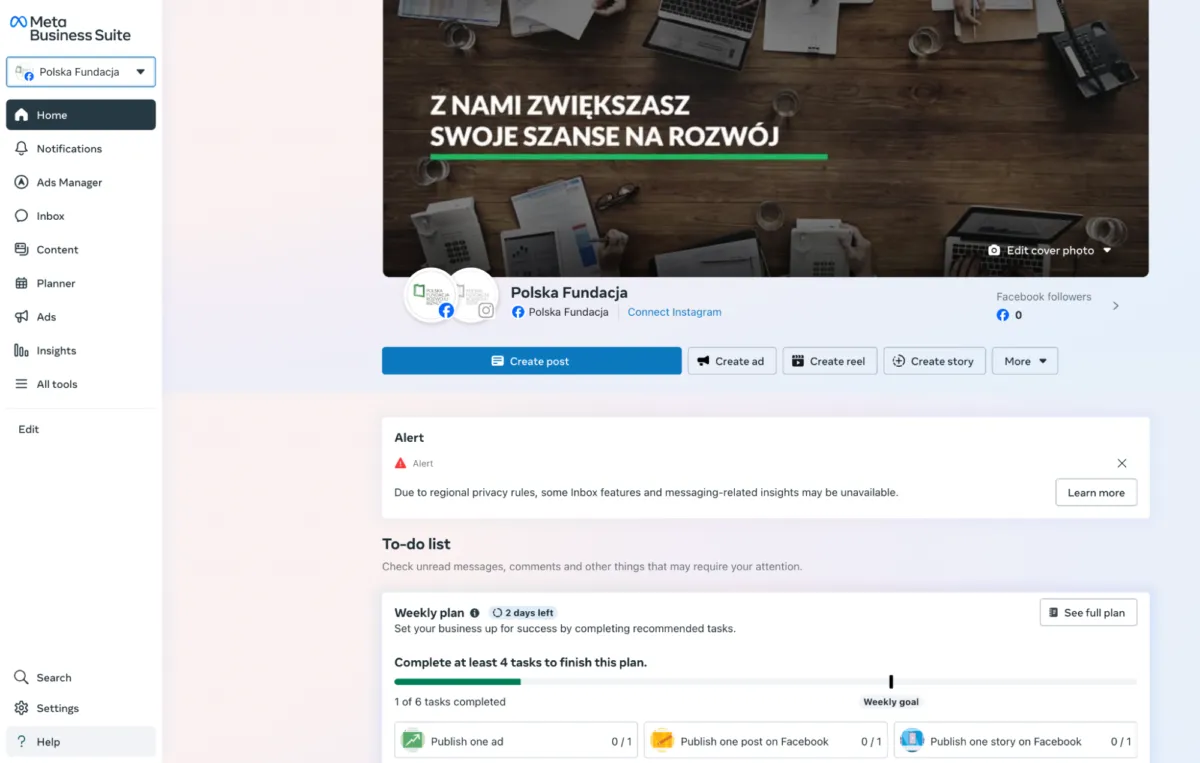 Meta
Business Suite
Polska Fundacja
Home
Notifications
Ads Manager
Inbox
Content
Planner
Ads
Insights
All tools
Edit
Search
Settings
Help
Z NAMI ZWIĘKSZASZ
SWOJE SZANSE NA ROZWÓJ
Edit cover photo
Polska Fundacja
Polska Fundacja
Connect Instagram
Facebook followers
0
Create post
Create ad
Create reel
Create story
More
Alert
Alert
Due to regional privacy rules, some Inbox features and messaging-related insights may be unavailable.
Learn more
To-do list
Check unread messages, comments and other things that may require your attention.
Weekly plan
2 days left
See full plan
Set your business up for success by completing recommended tasks.
Complete at least 4 tasks to finish this plan.
1 of 6 tasks completed
Weekly goal
Publish one ad 0 / 1
Publish one post on Facebook 0 / 1
Publish one story on Facebook 0 / 1